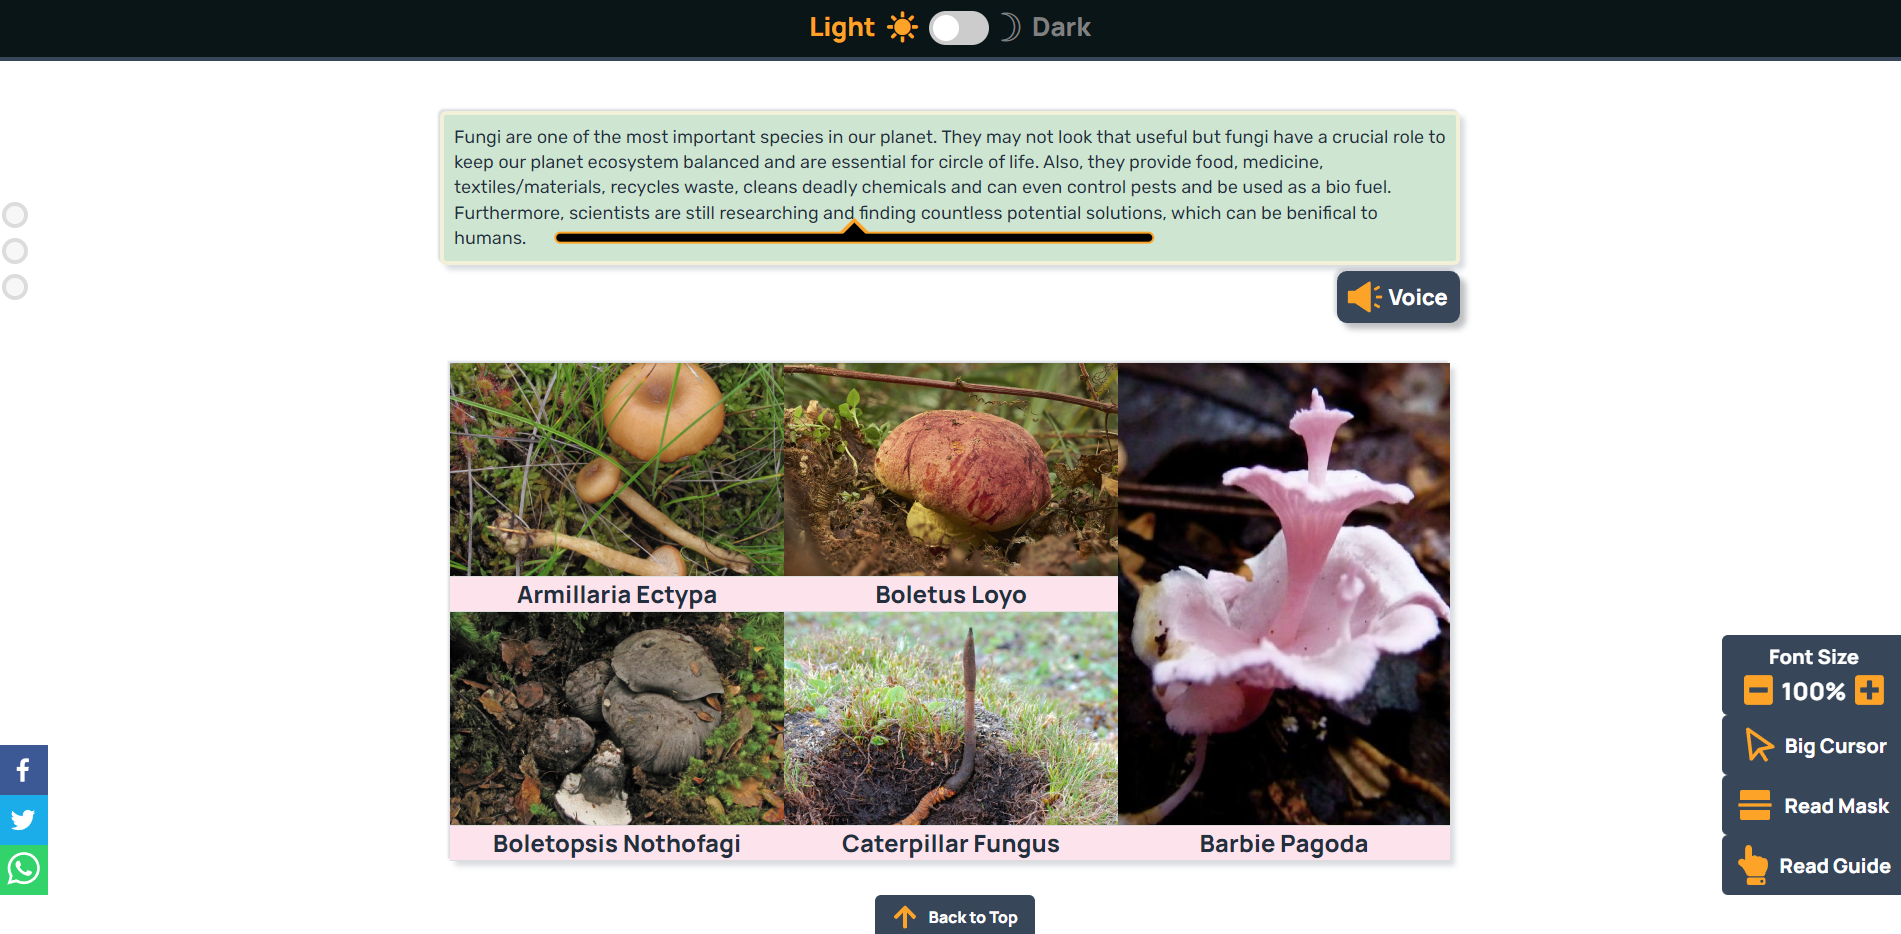 Light Dark
Fungi are one of the most important species in our planet. They may not look that useful but fungi have a crucial role to
keep our planet ecosystem balanced and are essential for circle of life. Also, they provide food, medicine,
textiles/materials, recycles waste, cleans deadly chemicals and can even control pests and be used as a bio fuel.
Furthermore, scientists are still researching and finding countless potential solutions, which can be benifical to
humans.
Voice
Armillaria Ectypa
Boletus Loyo
Boletopsis Nothofagi
Caterpillar Fungus
Barbie Pagoda
Font Size
100%
Big Cursor
Read Mask
Read Guide
Back to Top